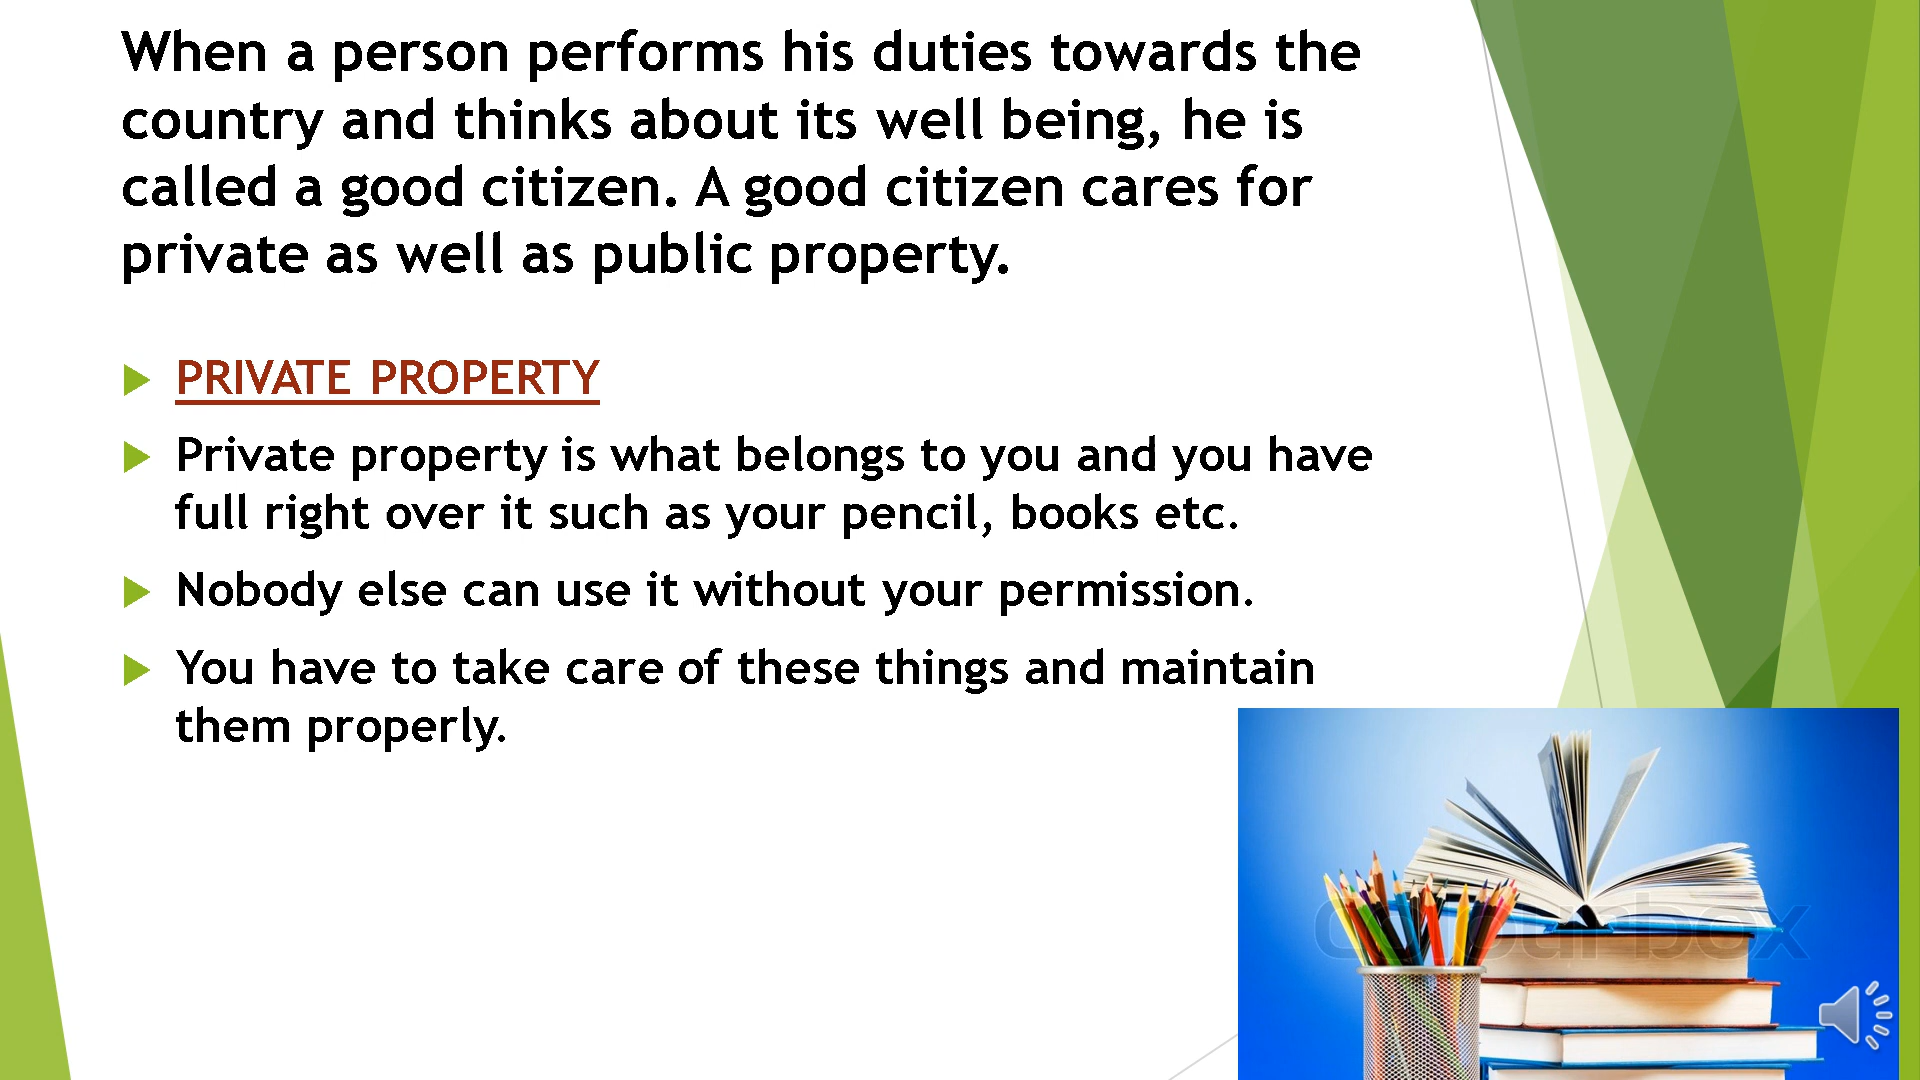 When a person performs his duties towards the
country and thinks about its well being, he is
called a good citizen. A good citizen cares for
private as well as public property.
PRIVATE PROPERTY
Private property is what belongs to you and you have
full right over it such as your pencil, books etc.
Nobody else can use it without your permission.
You have to take care of these things and maintain
them properly.
colourbox